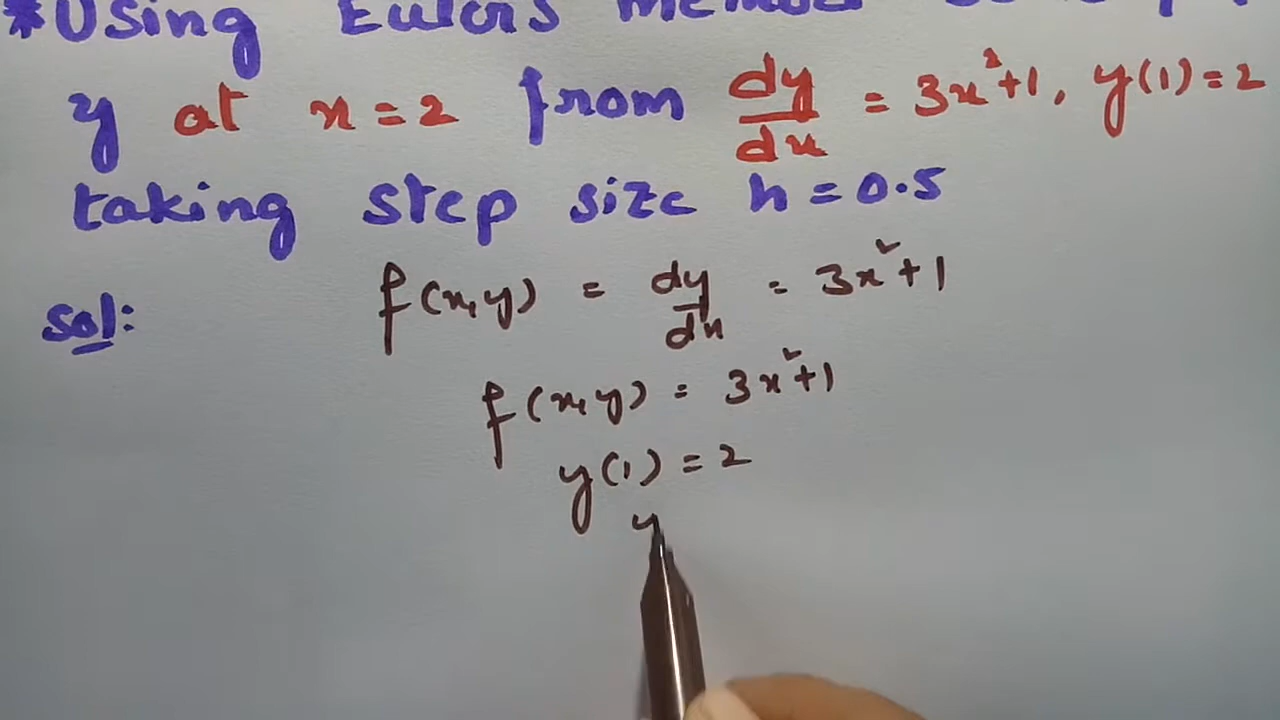 *Using Euler's
y at x = 2 from dy/dx = 3x²+1, y(1) = 2
taking step size h = 0.5
sol:
f(x,y) = dy/dx = 3x²+1
f(x,y) = 3x²+1
y(1) = 2
y